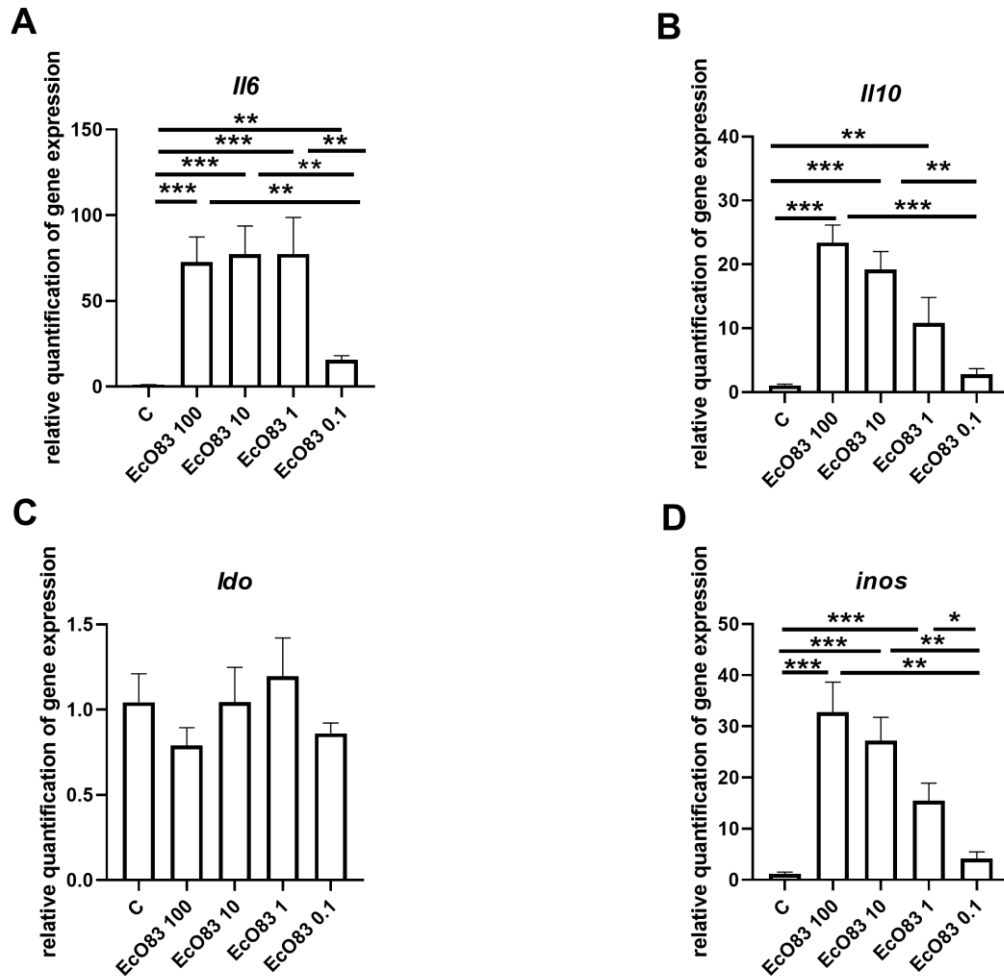 A
Il6
relative quantification of gene expression
150
100
50
0
**
*** **
*** **
*** **
C
EcO83 100
EcO83 10
EcO83 1
EcO83 0.1
B
Il10
relative quantification of gene expression
40
30
20
10
0
**
*** **
*** ***
C
EcO83 100
EcO83 10
EcO83 1
EcO83 0.1
C
Ido
relative quantification of gene expression
1.5
1.0
0.5
0.0
C
EcO83 100
EcO83 10
EcO83 1
EcO83 0.1
D
inos
relative quantification of gene expression
50
40
30
20
10
0
*** *
*** **
*** **
C
EcO83 100
EcO83 10
EcO83 1
EcO83 0.1